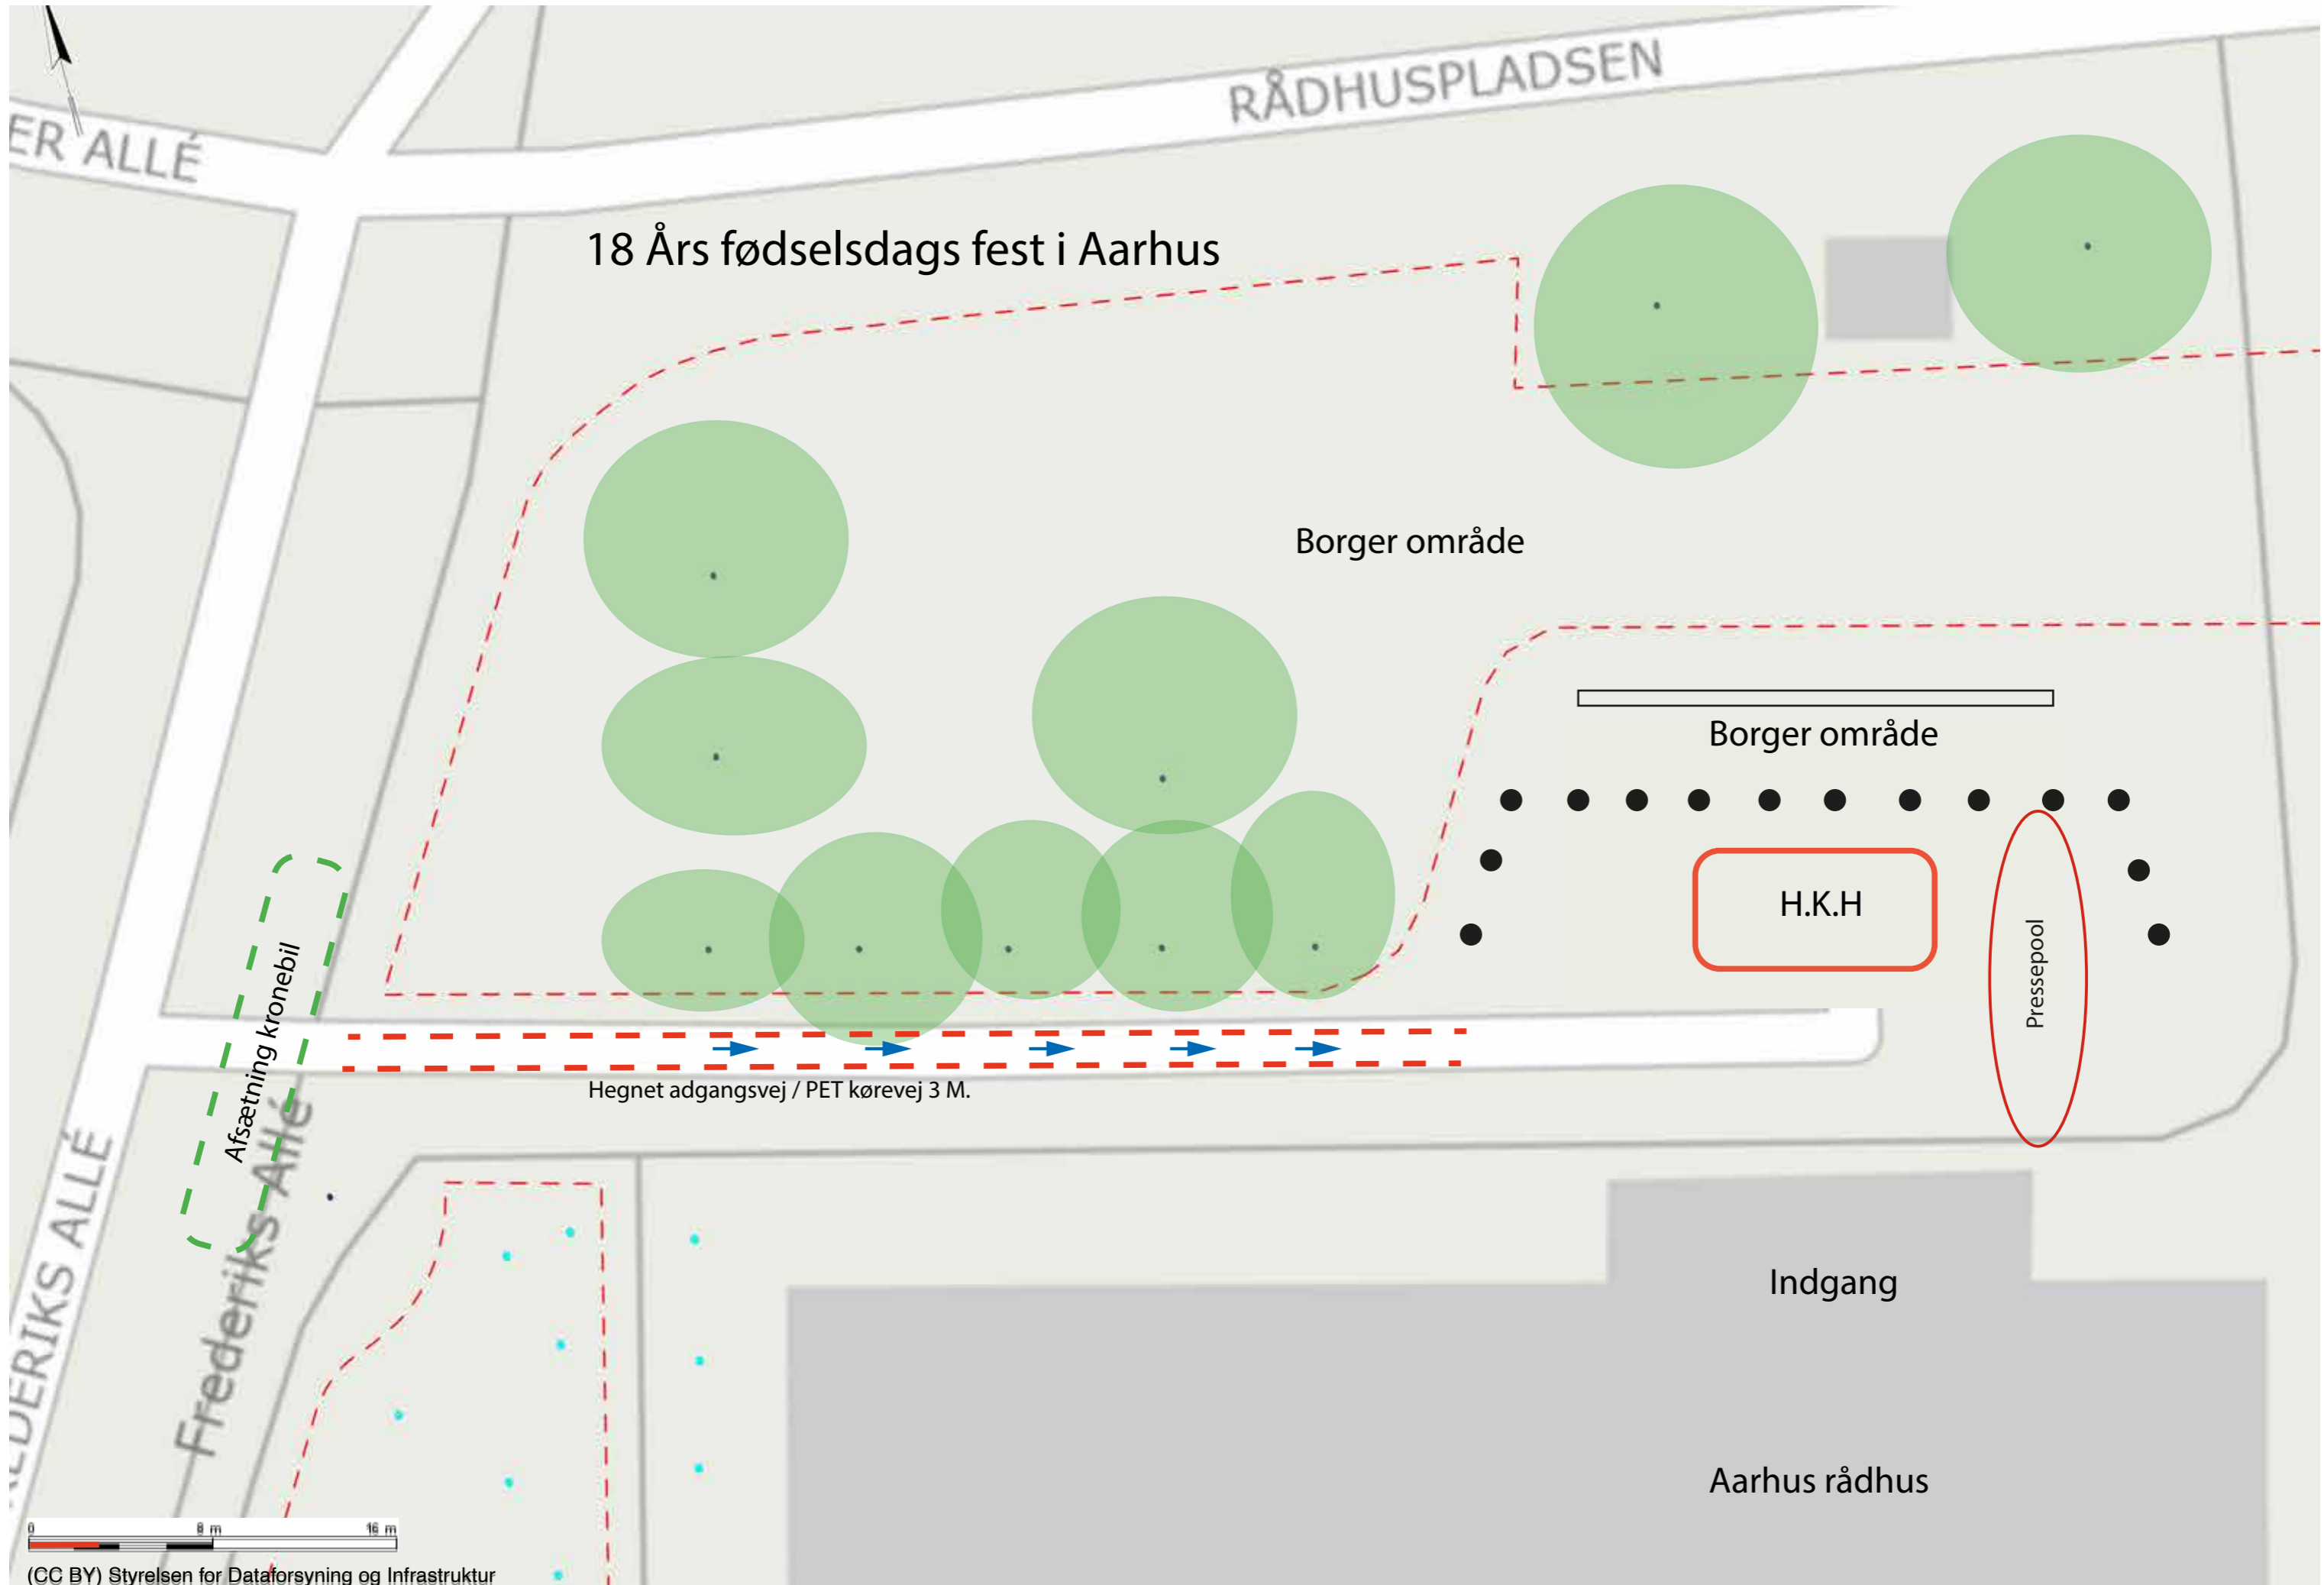 RÅDHUSPLADSEN
ER ALLÉ
18 Års fødselsdags fest i Aarhus
Borger område
Borger område
H.K.H
Pressepool
Afsætning kronebil
Hegnet adgangsvej / PET kørevej 3 M.
Frederiks Allé
EDERIKS ALLÉ
Indgang
Aarhus rådhus
0 8 m 16 m
(CC BY) Styrelsen for Dataforsyning og Infrastruktur